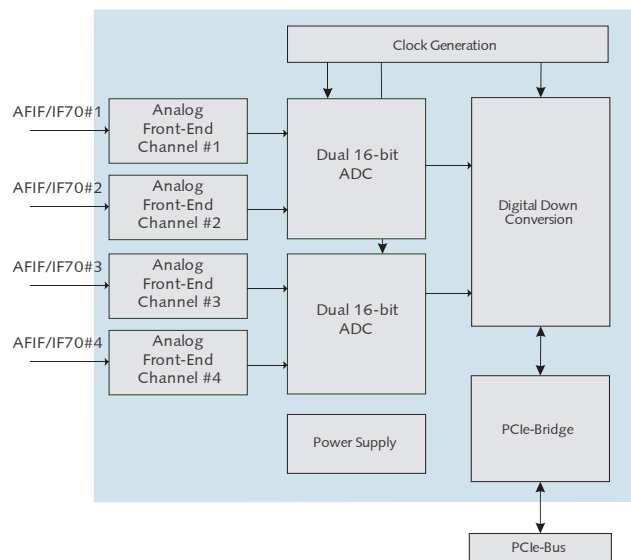 Clock Generation
AFIF/IF70#1
Analog
Front-End
Channel #1
Dual 16-bit
ADC
AFIF/IF70#2
Analog
Front-End
Channel #2
Digital Down
Conversion
AFIF/IF70#3
Analog
Front-End
Channel #3
Dual 16-bit
ADC
AFIF/IF70#4
Analog
Front-End
Channel #4
Power Supply
PCIe-Bridge
PCIe-Bus